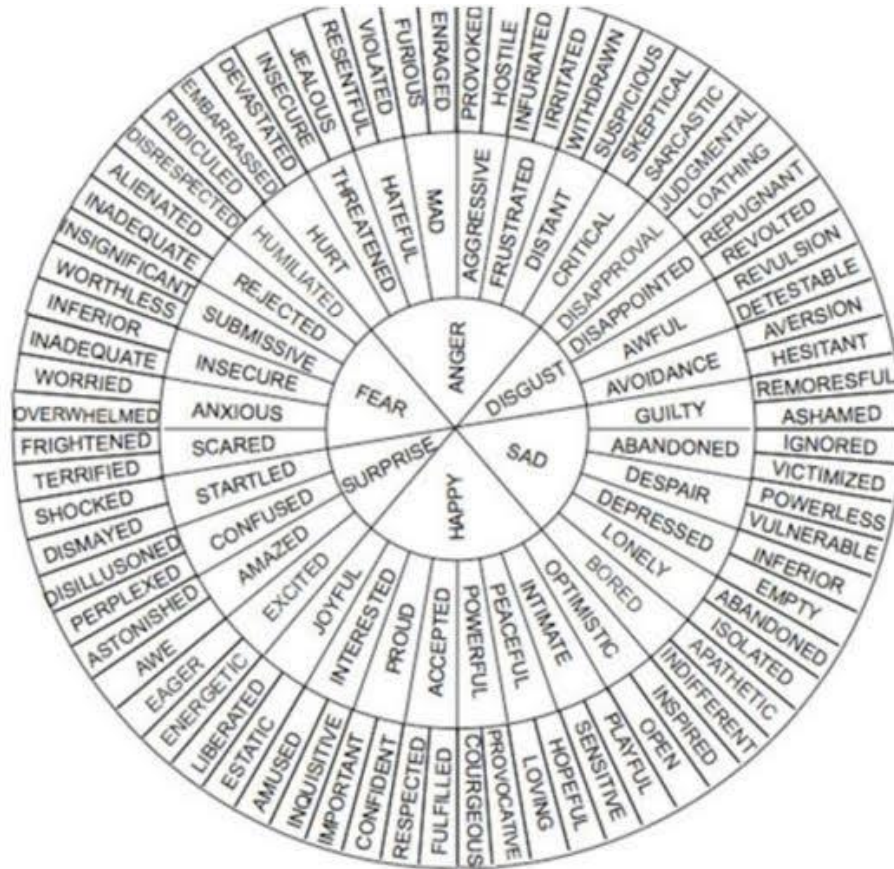 ANGER
DISGUST
SAD
HAPPY
SURPRISE
FEAR
MAD
AGGRESSIVE
FRUSTRATED
DISTANT
CRITICAL
DISAPPROVAL
DISAPPOINTED
AWFUL
AVOIDANCE
GUILTY
ABANDONED
DESPAIR
DEPRESSED
LONELY
BORED
OPTIMISTIC
INTIMATE
PEACEFUL
POWERFUL
ACCEPTED
PROUD
INTERESTED
JOYFUL
EXCITED
AMAZED
CONFUSED
STARTLED
SCARED
ANXIOUS
INSECURE
SUBMISSIVE
REJECTED
HUMILIATED
HURT
THREATENED
HATEFUL
ENRAGED
PROVOKED
HOSTILE
INFURIATED
IRRITATED
WITHDRAWN
SUSPICIOUS
SKEPTICAL
SARCASTIC
JUDGMENTAL
LOATHING
REPUGNANT
REVOLTED
REVULSION
DETESTABLE
AVERSION
HESITANT
REMORESFUL
ASHAMED
IGNORED
VICTIMIZED
POWERLESS
VULNERABLE
INFERIOR
EMPTY
ABANDONED
ISOLATED
APATHETIC
INDIFFERENT
INSPIRED
OPEN
PLAYFUL
SENSITIVE
HOPEFUL
LOVING
PROVOCATIVE
COURGEOUS
FULFILLED
RESPECTED
CONFIDENT
IMPORTANT
INQUISITIVE
AMUSED
ESTATIC
LIBERATED
ENERGETIC
EAGER
AWE
ASTONISHED
PERPLEXED
DISILLUSONED
DISMAYED
SHOCKED
TERRIFIED
FRIGHTENED
OVERWHELMED
WORRIED
INADEQUATE
INFERIOR
WORTHLESS
INSIGNIFICANT
INADEQUATE
ALIENATED
DISRESPECTED
RIDICULED
EMBARRASSED
DEVASTATED
INSECURE
JEALOUS
RESENTFUL
VIOLATED
FURIOUS